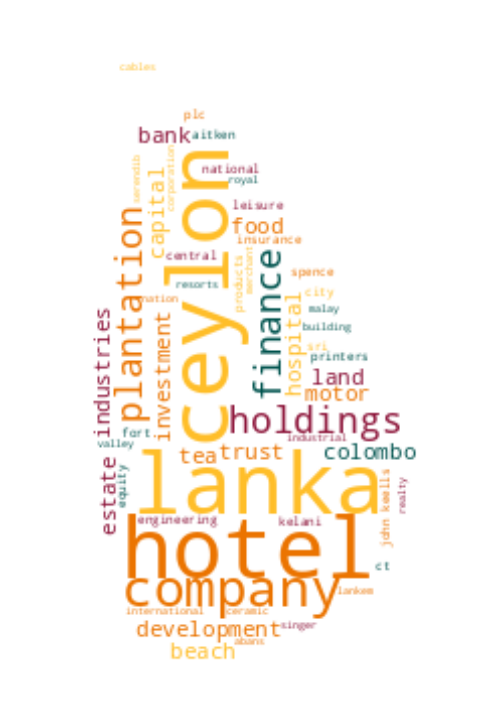 cables
plc
bank
aitken
national
royal
serendib
corporation
capital
ceylon
leisure
food
insurance
plantation
central
products
merchant
finance
spence
resorts
hospital
city
nation
malay
building
industries
investment
sri
printers
land
motor
holdings
fort
valley
industrial
tea
trust
colombo
lanka
estate
equity
john keells
realty
engineering
kelani
hotel
ct
company
lankem
international
ceramic
development
singer
abans
beach